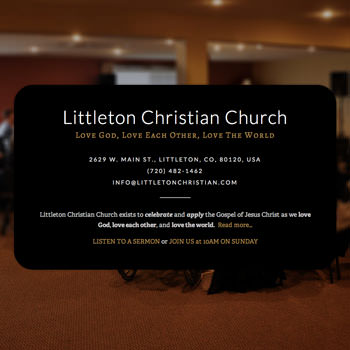 Littleton Christian Church
Love God, Love Each Other, Love The World
2629 W. MAIN ST., LITTLETON, CO, 80120, USA
(720) 482-1462
INFO@LITTLETONCHRISTIAN.COM
Littleton Christian Church exists to celebrate and apply the Gospel of Jesus Christ as we love
God, love each other, and love the world. Read more..
LISTEN TO A SERMON or JOIN US at 10AM ON SUNDAY